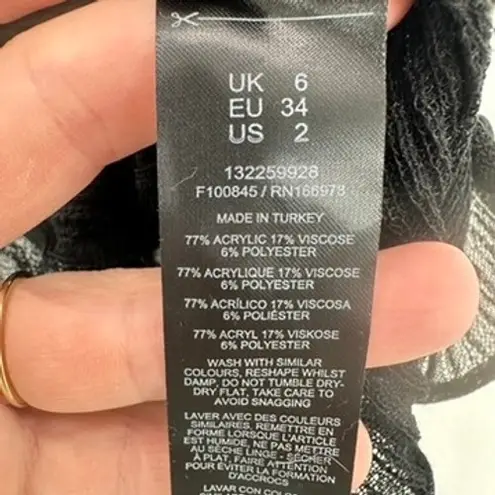 UK 6
EU 34
US 2
132259928
F100845 / RN166973
MADE IN TURKEY
77% ACRYLIC 17% VISCOSE
6% POLYESTER
77% ACRYLIQUE 17% VISCOSE
6% POLYESTER
77% ACRÍLICO 17% VISCOSA
6% POLIÉSTER
77% ACRYL 17% VISKOSE
6% POLYESTER
WASH WITH SIMILAR
COLOURS, RESHAPE WHILST
DAMP, DO NOT TUMBLE DRY-
DRY FLAT, TAKE CARE TO
AVOID SNAGGING
LAVER AVEC DES COULEURS
SIMILAIRES, REMETTRE EN
FORME LORSQUE L'ARTICLE
EST HUMIDE, NE PAS METTRE
AU SÈCHE LINGE - SÉCHER
À PLAT, FAIRE ATTENTION
POUR ÉVITER LA FORMATION
D'ACCROCS
LAVAR CON COLOR